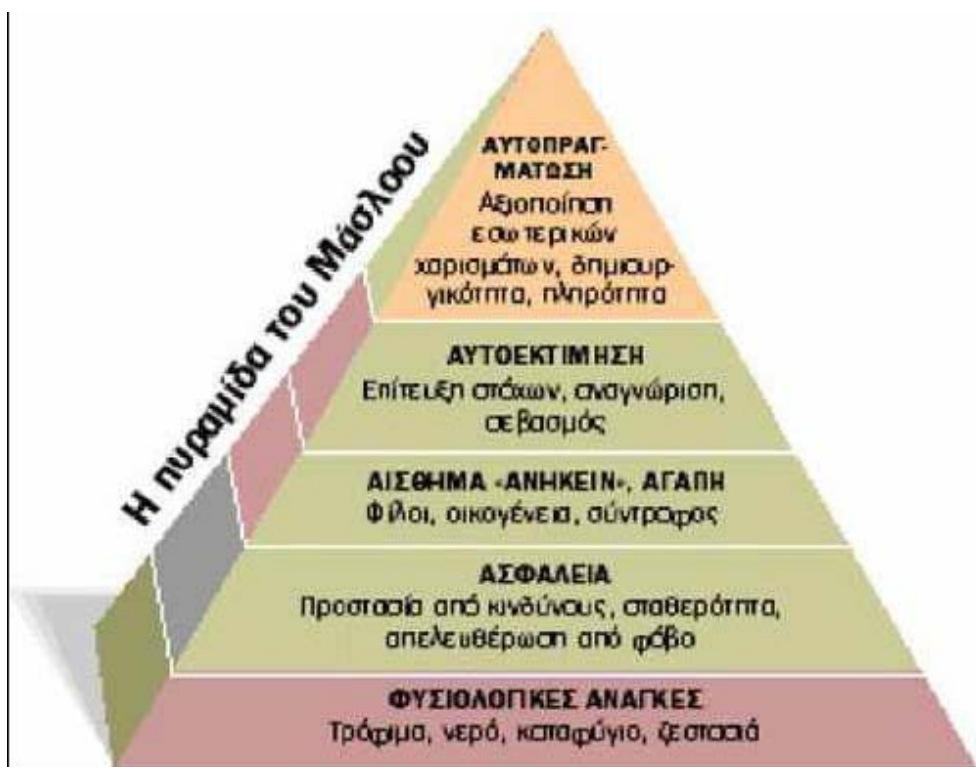 Η πυραμίδα του Μάσλοου
ΑΥΤΟΠΡΑΓ-
ΜΑΤΩΣΗ
Αξιοποίηση
εσωτερικών
χαρισμάτων, δημιουρ-
γικότητα, πληρότητα
ΑΥΤΟΕΚΤΙΜΗΣΗ
Επίτευξη στόχων, αναγνώριση,
σεβασμός
ΑΙΣΘΗΜΑ «ΑΝΗΚΕΙΝ», ΑΓΑΠΗ
Φίλοι, οικογένεια, σύντροφος
ΑΣΦΑΛΕΙΑ
Προστασία από κινδύνους, σταθερότητα,
απελευθέρωση από φόβο
ΦΥΣΙΟΛΟΓΙΚΕΣ ΑΝΑΓΚΕΣ
Τρόφιμα, νερό, καταφύγιο, ζεστασιά